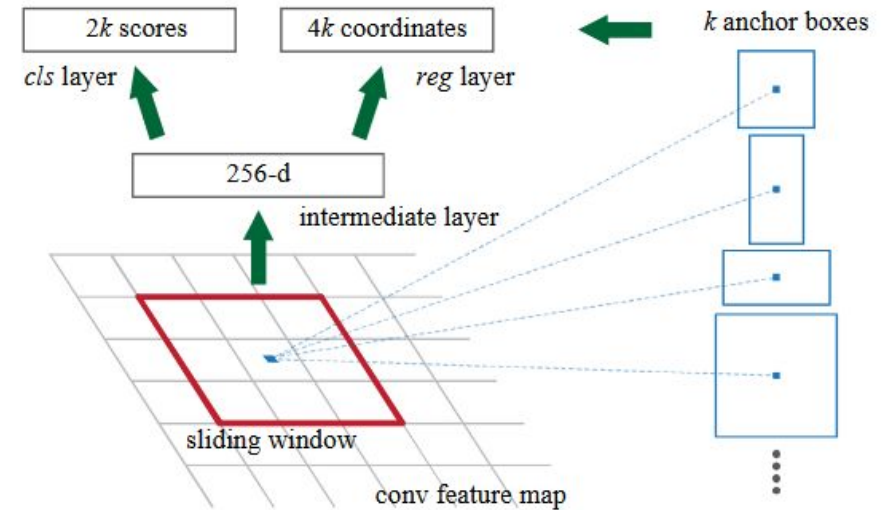 2k scores
4k coordinates
k anchor boxes
cls layer
reg layer
256-d
intermediate layer
sliding window
conv feature map